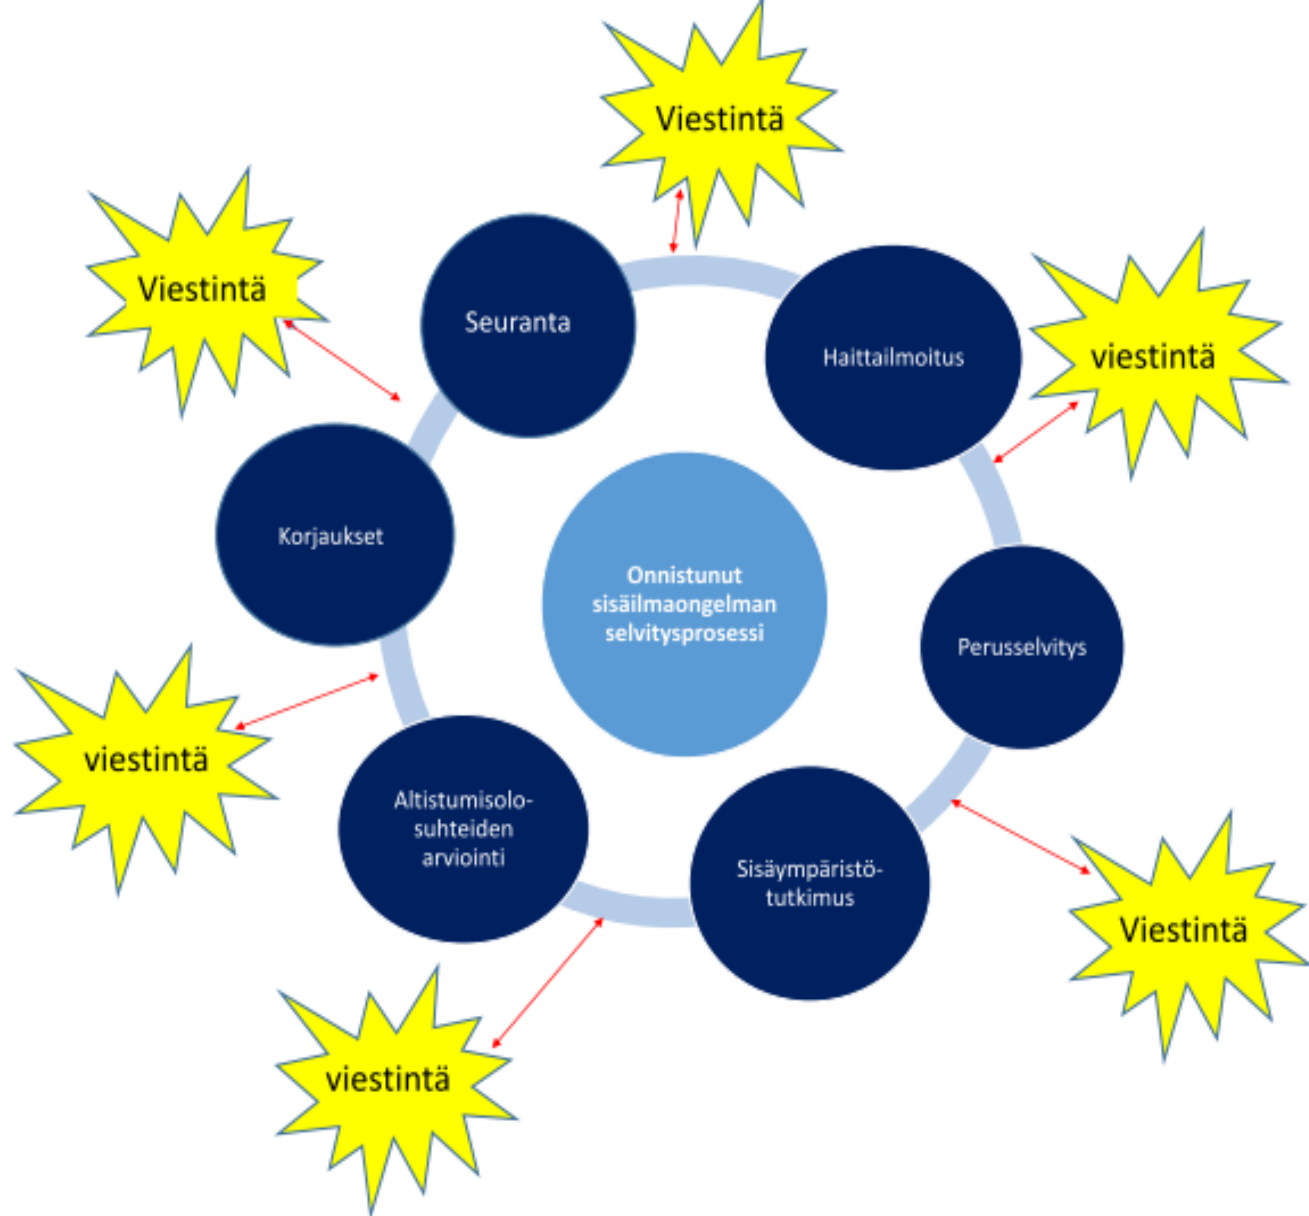 Viestintä
Viestintä
Seuranta
Haittailmoitus
viestintä
Korjaukset
Onnistunut
sisäilmaongelman
selvitysprosessi
Perusselvitys
viestintä
Altistumisolo-
suhteiden
arviointi
Sisäympäristö-
tutkimus
Viestintä
viestintä